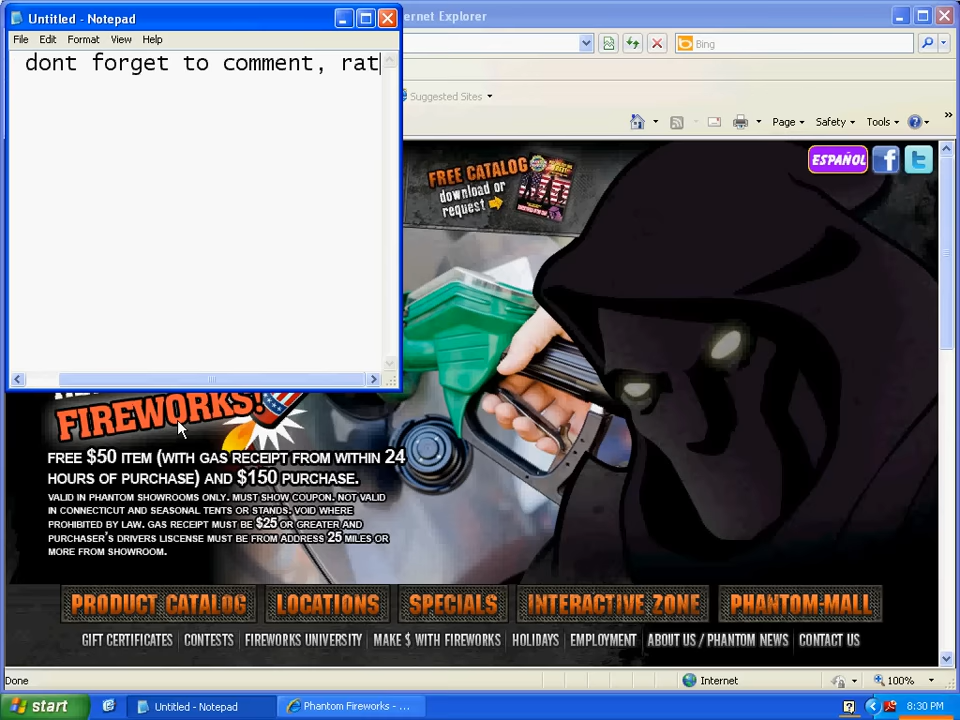 Untitled - Notepad
ernet Explorer
File Edit Format View Help
dont forget to comment, rat
Bing
Suggested Sites
Page Safety Tools
»
FREE CATALOG
download or
request
ESPAÑOL
f
t
FIREWORKS!
FREE $50 ITEM (WITH GAS RECEIPT FROM WITHIN 24
HOURS OF PURCHASE) AND $150 PURCHASE.
VALID IN PHANTOM SHOWROOMS ONLY. MUST SHOW COUPON. NOT VALID
IN CONNECTICUT AND SEASONAL TENTS OR STANDS. VOID WHERE
PROHIBITED BY LAW. GAS RECEIPT MUST BE $25 OR GREATER AND
PURCHASER'S DRIVERS LISCENSE MUST BE FROM ADDRESS 25 MILES OR
MORE FROM SHOWROOM.
PRODUCT CATALOG LOCATIONS SPECIALS INTERACTIVE ZONE PHANTOM-MALL
GIFT CERTIFICATES CONTESTS FIREWORKS UNIVERSITY MAKE $ WITH FIREWORKS HOLIDAYS EMPLOYMENT ABOUT US / PHANTOM NEWS CONTACT US
Done Internet 100%
start Untitled - Notepad Phantom Fireworks - ... 8:30 PM